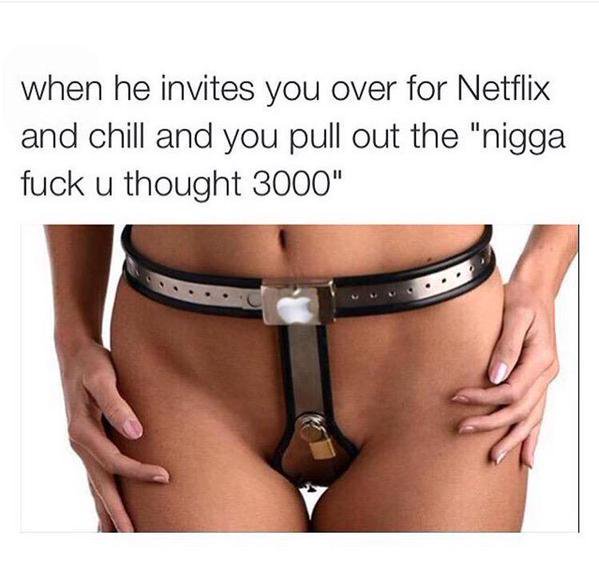 when he invites you over for Netflix
and chill and you pull out the "nigga
fuck u thought 3000"